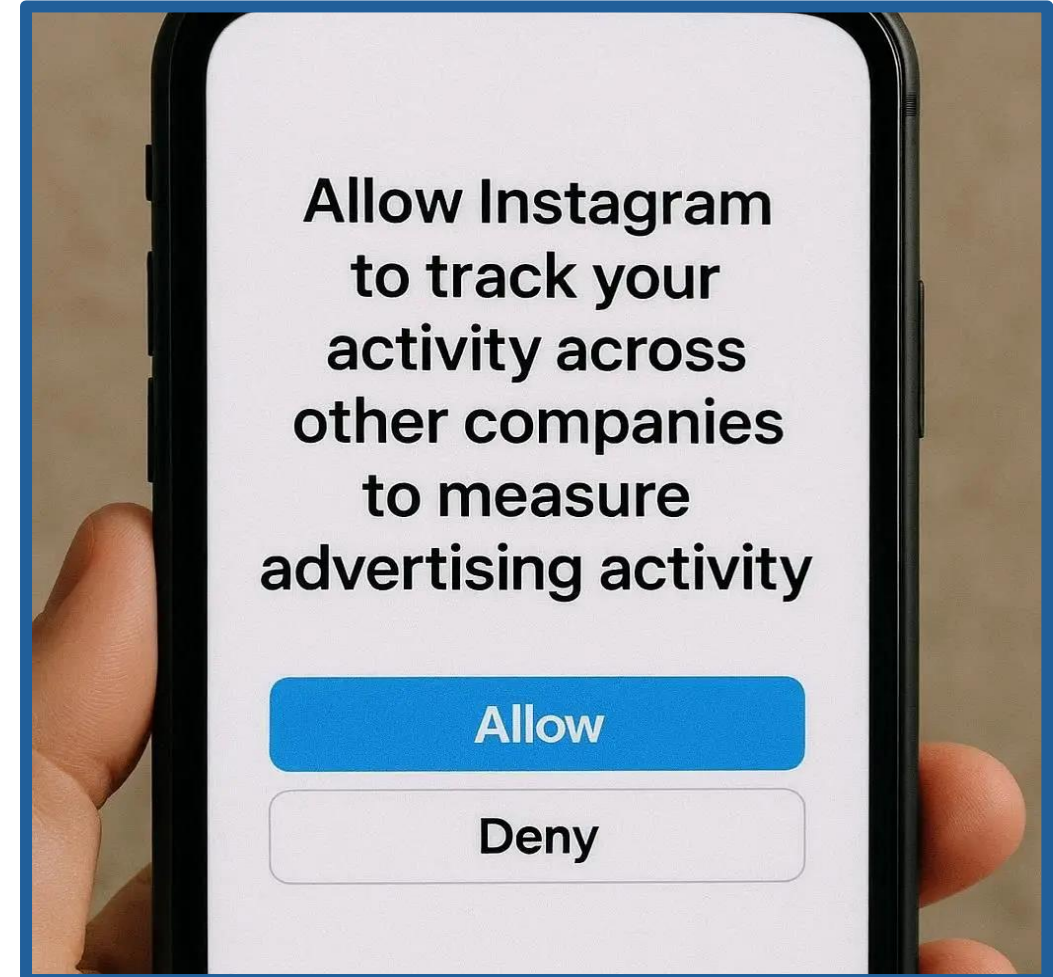 Allow Instagram
to track your
activity across
other companies
to measure
advertising activity
Allow
Deny